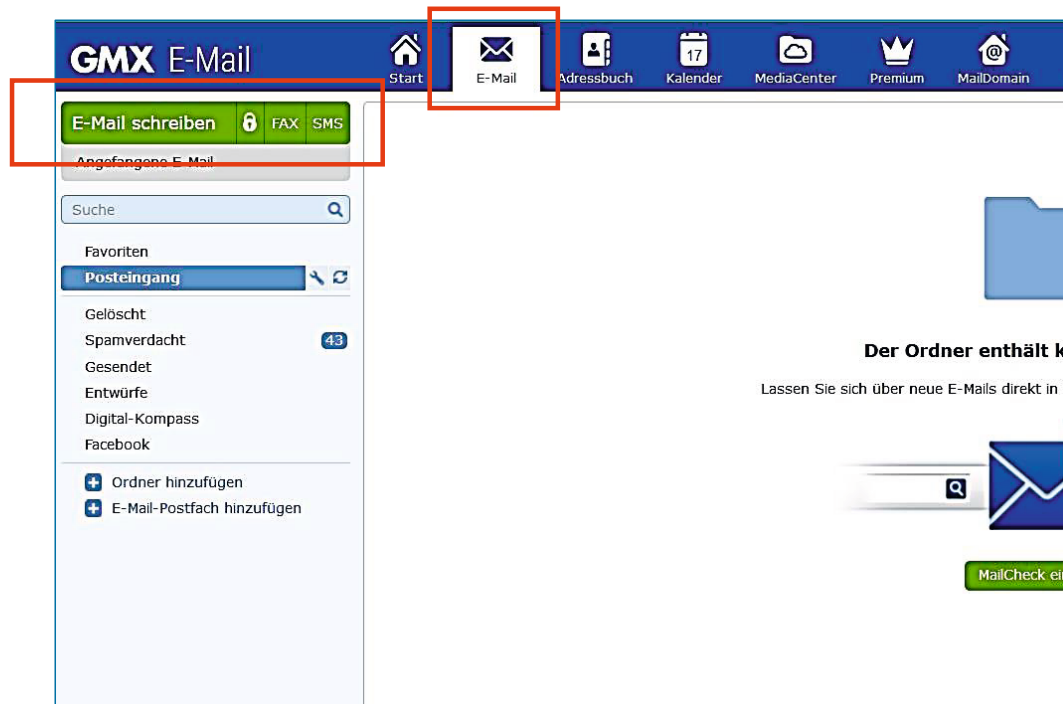 GMX E-Mail
Start
E-Mail
Adressbuch
17
Kalender
MediaCenter
Premium
@
MailDomain
E-Mail schreiben FAX SMS
Angefangene E-Mail
Suche
Favoriten
Posteingang
Gelöscht
Spamverdacht 43
Gesendet
Entwürfe
Digital-Kompass
Facebook
Ordner hinzufügen
E-Mail-Postfach hinzufügen
Der Ordner enthält k
Lassen Sie sich über neue E-Mails direkt in
MailCheck ei